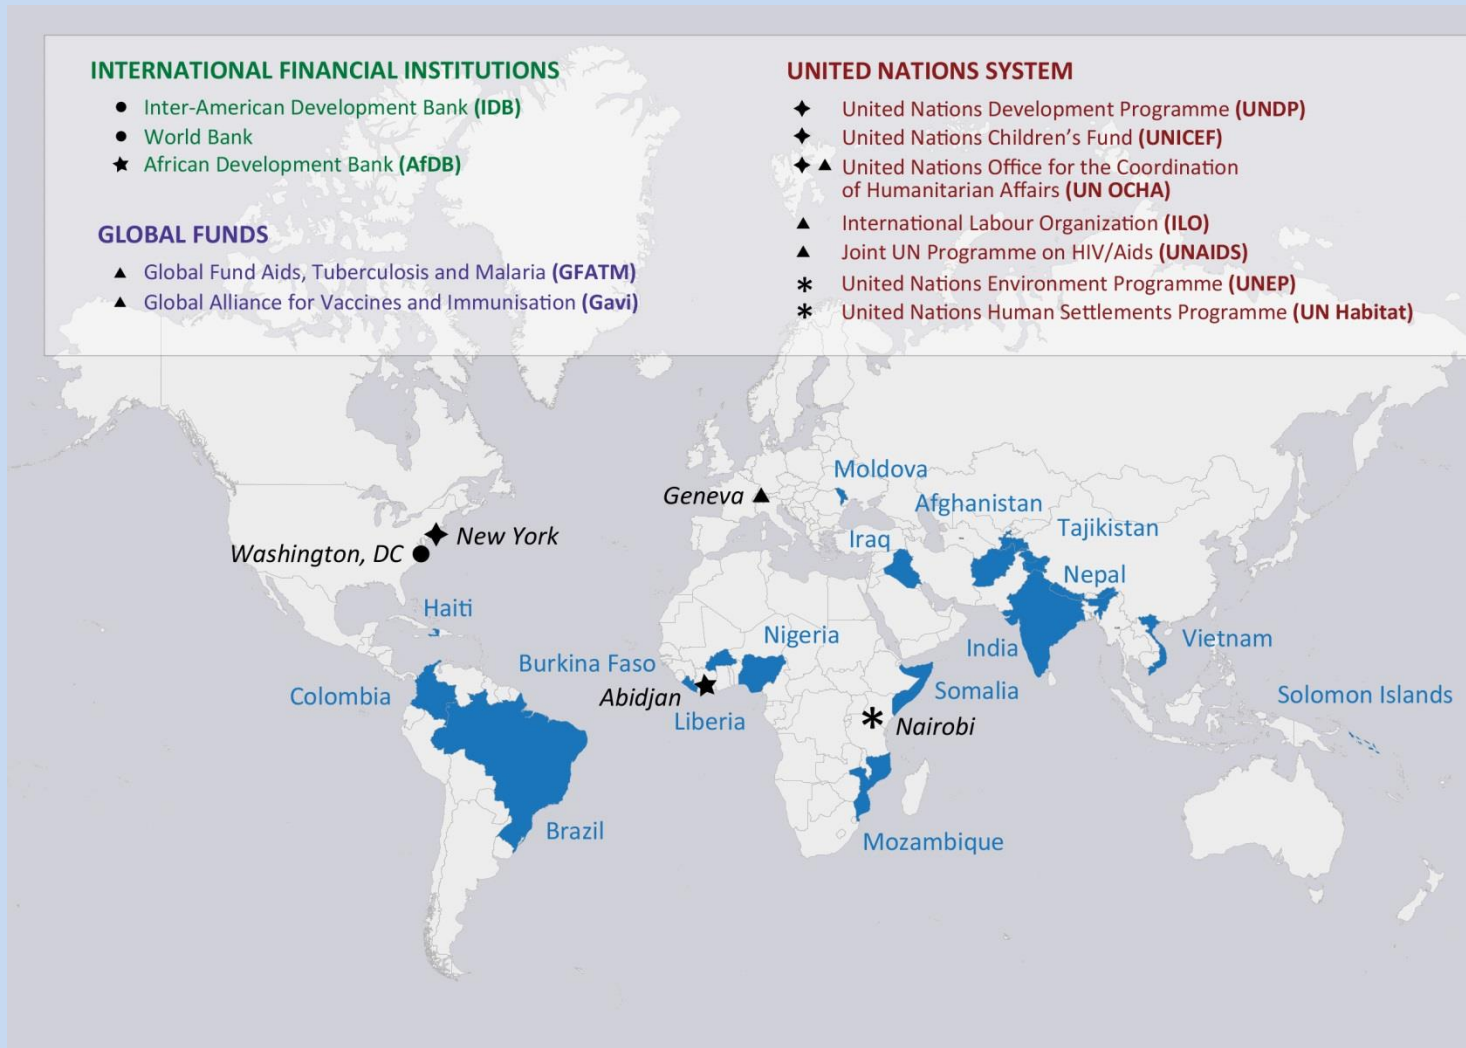 INTERNATIONAL FINANCIAL INSTITUTIONS
Inter-American Development Bank (IDB)
World Bank
African Development Bank (AfDB)
GLOBAL FUNDS
Global Fund Aids, Tuberculosis and Malaria (GFATM)
Global Alliance for Vaccines and Immunisation (Gavi)
UNITED NATIONS SYSTEM
United Nations Development Programme (UNDP)
United Nations Children's Fund (UNICEF)
United Nations Office for the Coordination
of Humanitarian Affairs (UN OCHA)
International Labour Organization (ILO)
Joint UN Programme on HIV/Aids (UNAIDS)
United Nations Environment Programme (UNEP)
United Nations Human Settlements Programme (UN Habitat)
Moldova
Geneva
Afghanistan
Tajikistan
New York
Iraq
Washington, DC
Nepal
Haiti
Nigeria
Vietnam
India
Burkina Faso
Somalia
Colombia
Abidjan
Solomon Islands
Liberia
Nairobi
Brazil
Mozambique